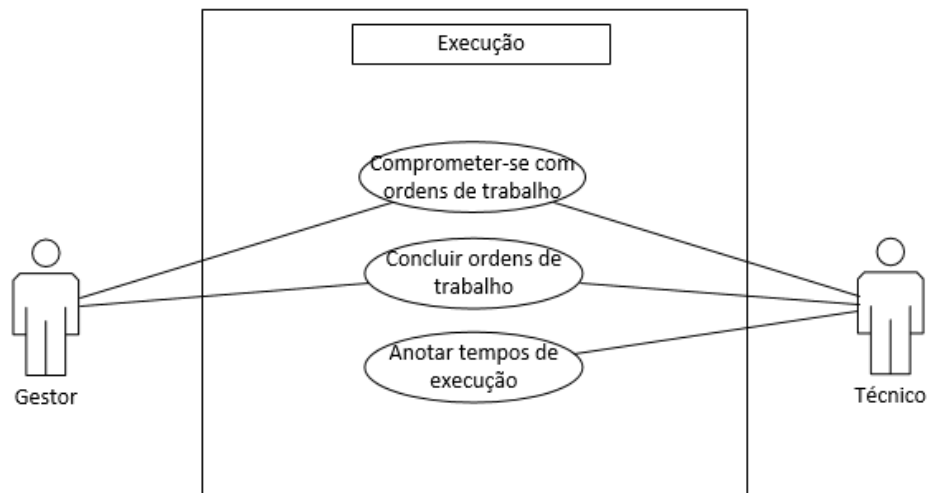 Execução
Comprometer-se com
ordens de trabalho
Concluir ordens de
trabalho
Anotar tempos de
execução
Gestor
Técnico